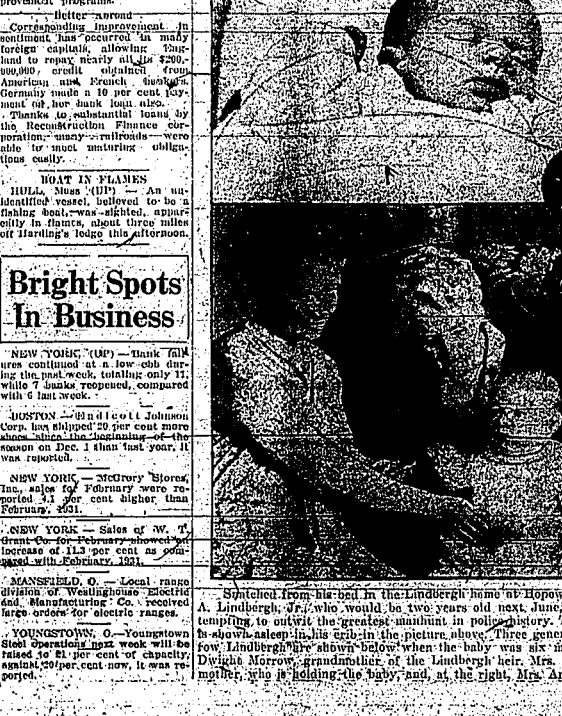 provement programs.
Better Abroad
Corresponding improvement in
sentiment has occurred in many
foreign capitals, allowing Eng-
land to repay nearly all its $200,-
000,000 credit obtained from
American and French bankers.
Germany made a 10 per cent pay-
ment on her bank loan also.
Thanks to substantial loans by
the Reconstruction Finance cor-
poration, many railroads were
able to meet maturing obliga-
tions easily.
BOAT IN FLAMES
HULL, Mass (UP) — An un-
identified vessel, believed to be a
fishing boat, was sighted, appar-
ently in flames, about three miles
off Harding's ledge this afternoon.
Bright Spots
In Business
NEW YORK, (UP) — Bank fail-
ures continued at a low ebb dur-
ing the past week, totaling only 11,
while 7 banks reopened, compared
with 6 last week.
BOSTON — Endicott Johnson
Corp. has shipped 20 per cent more
shoes since the beginning of the
season on Dec. 1 than last year, it
was reported.
NEW YORK — McCrory Stores,
Inc., sales for February were re-
ported 4.1 per cent higher than
February, 1931.
NEW YORK — Sales of W. T.
Grant Co. for February showed an
increase of 11.3 per cent as com-
pared with February, 1931.
MANSFIELD, O. — Local range
division of Westinghouse Electric
and Manufacturing Co. received
large orders for electric ranges.
YOUNGSTOWN, O.—Youngstown
Steel operations next week will be
raised to 21 per cent of capacity,
against 20 per cent now, it was re-
ported.
Snatched from his bed in the Lindbergh home at Hopew
A. Lindbergh, Jr., who would be two years old next June,
tempting to outwit the greatest manhunt in police history. T
is shown asleep in his crib in the picture above. Three gener
row Lindbergh are shown below when the baby was six m
Dwight Morrow, grandmother of the Lindbergh heir. Mrs.
mother, who is holding the baby, and, at the right, Mrs. An